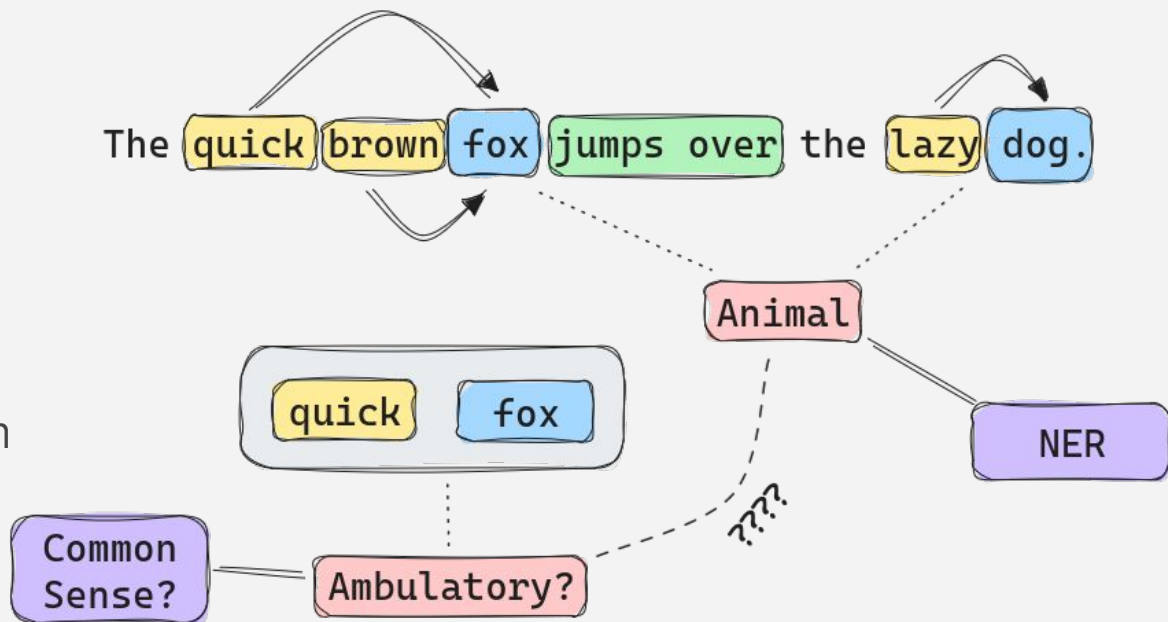 The quick brown fox jumps over the lazy dog.
Animal
quick fox
n
NER
????
Common
Sense?
Ambulatory?